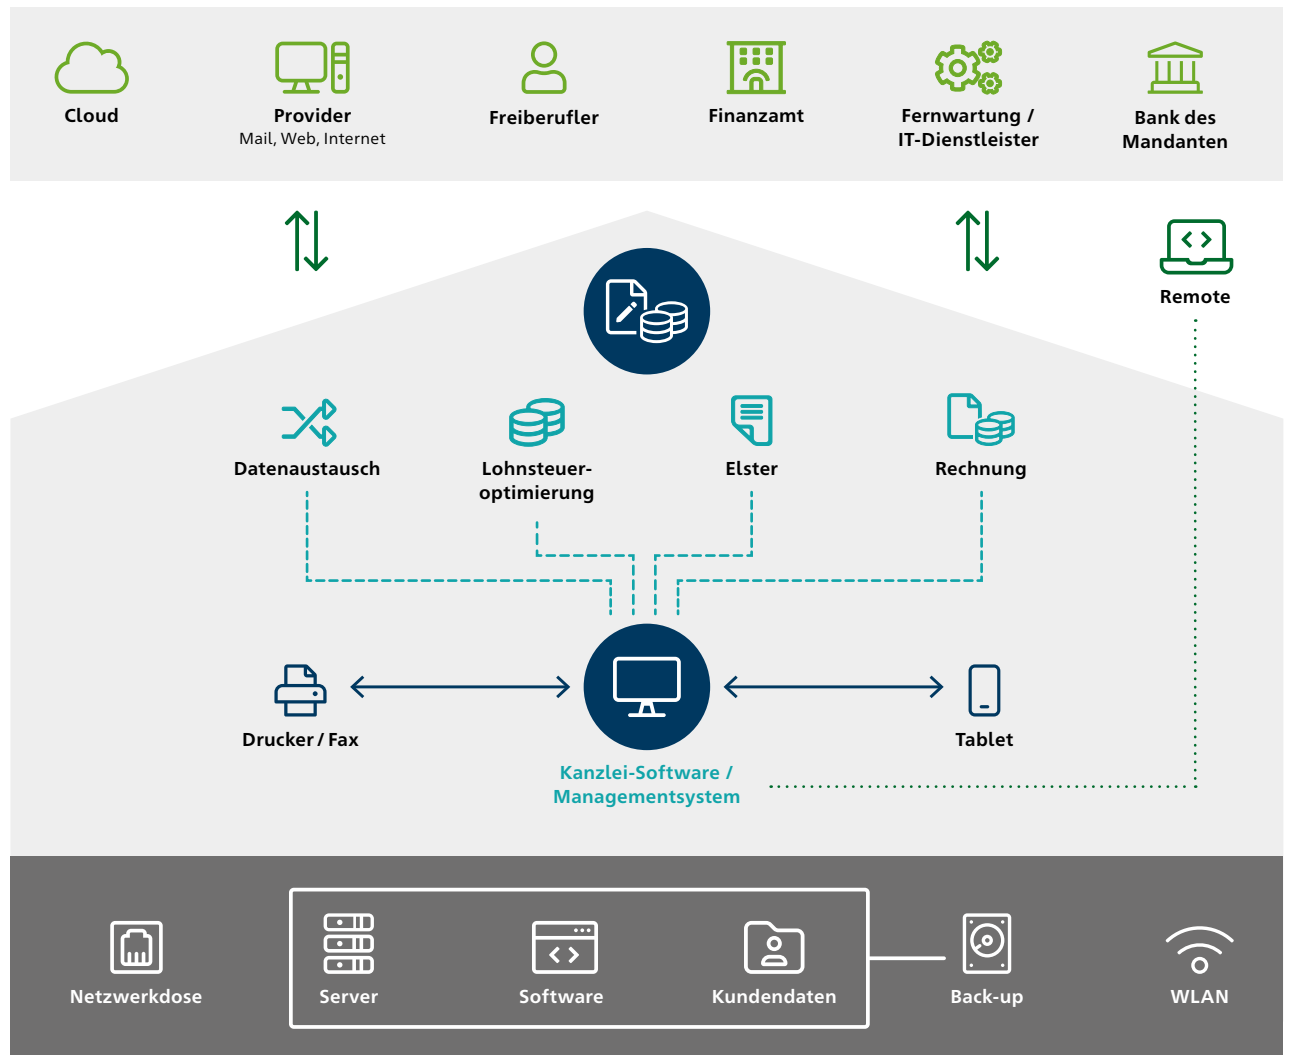 Cloud
Provider
Mail, Web, Internet
Freiberufler
Finanzamt
Fernwartung /
IT-Dienstleister
Bank des
Mandanten
Remote
Datenaustausch
Lohnsteuer-
optimierung
Elster
Rechnung
Drucker / Fax
Tablet
Kanzlei-Software /
Managementsystem
Netzwerkdose
Server
Software
Kundendaten
Back-up
WLAN